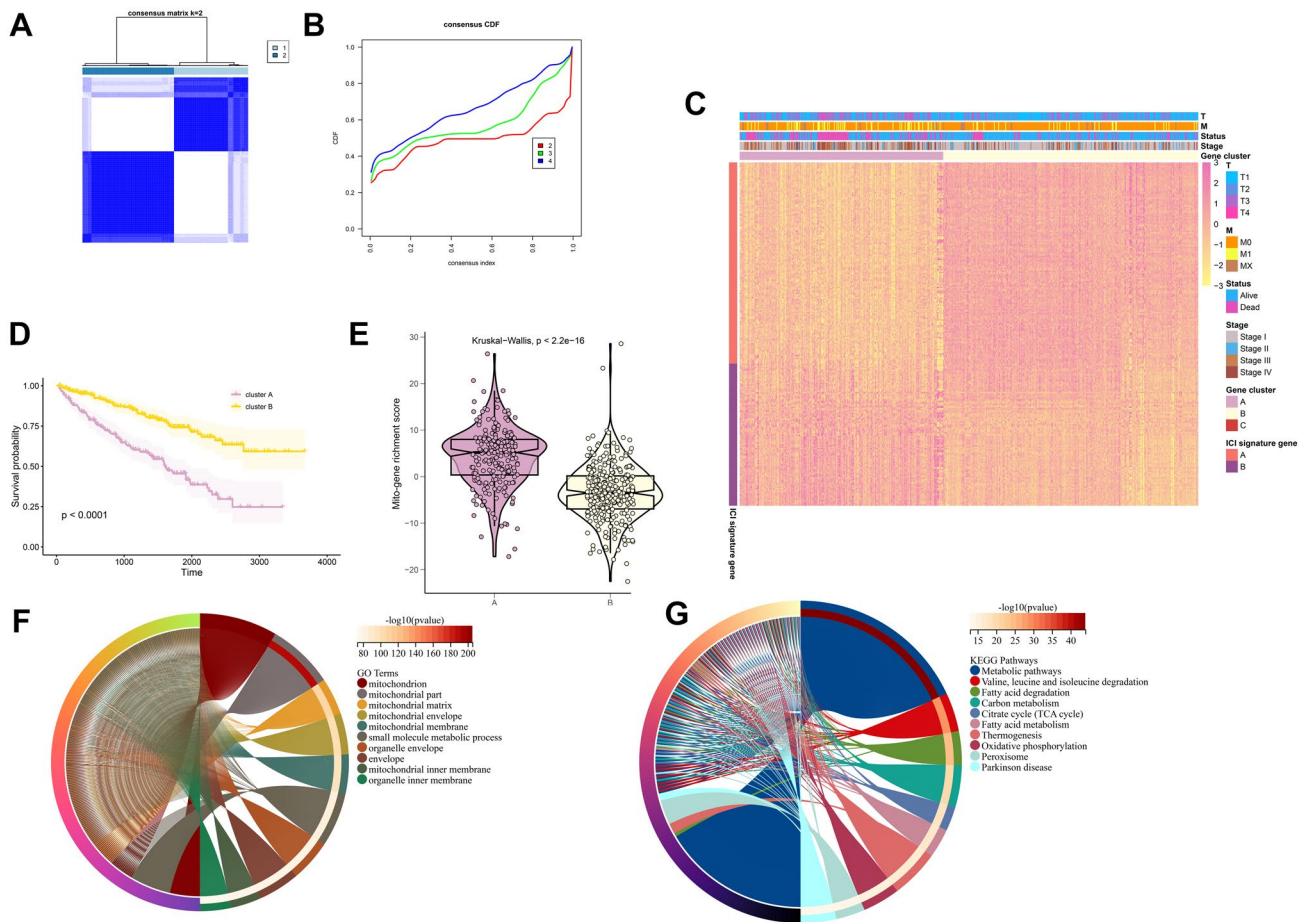 A
consensus matrix k=2
1
2
B
consensus CDF
CDF
1.0
0.8
0.6
0.4
0.2
0.0
2
3
4
0.0
0.2
0.4
0.6
0.8
1.0
consensus index
C
T
M
Status
Stage
Gene cluster
3
2
1
0
−1
−2
−3
T
T1
T2
T3
T4
M
M0
M1
MX
Status
Alive
Dead
Stage
Stage I
Stage II
Stage III
Stage IV
Gene cluster
A
B
C
ICI signature gene
A
B
ICI signature gene
D
Survival probability
1.00
0.75
0.50
0.25
0.00
cluster A
cluster B
p < 0.0001
0
1000
2000
3000
4000
Time
E
Kruskal−Wallis, p < 2.2e−16
Mito-gene richment score
30
20
10
0
−10
−20
A
B
F
-log10(pvalue)
80 100 120 140 160 180 200
GO Terms
mitochondrion
mitochondrial part
mitochondrial matrix
mitochondrial envelope
mitochondrial membrane
small molecule metabolic process
organelle envelope
envelope
mitochondrial inner membrane
organelle inner membrane
G
-log10(pvalue)
15 20 25 30 35 40
KEGG Pathways
Metabolic pathways
Valine, leucine and isoleucine degradation
Fatty acid degradation
Carbon metabolism
Citrate cycle (TCA cycle)
Fatty acid metabolism
Thermogenesis
Oxidative phosphorylation
Peroxisome
Parkinson disease